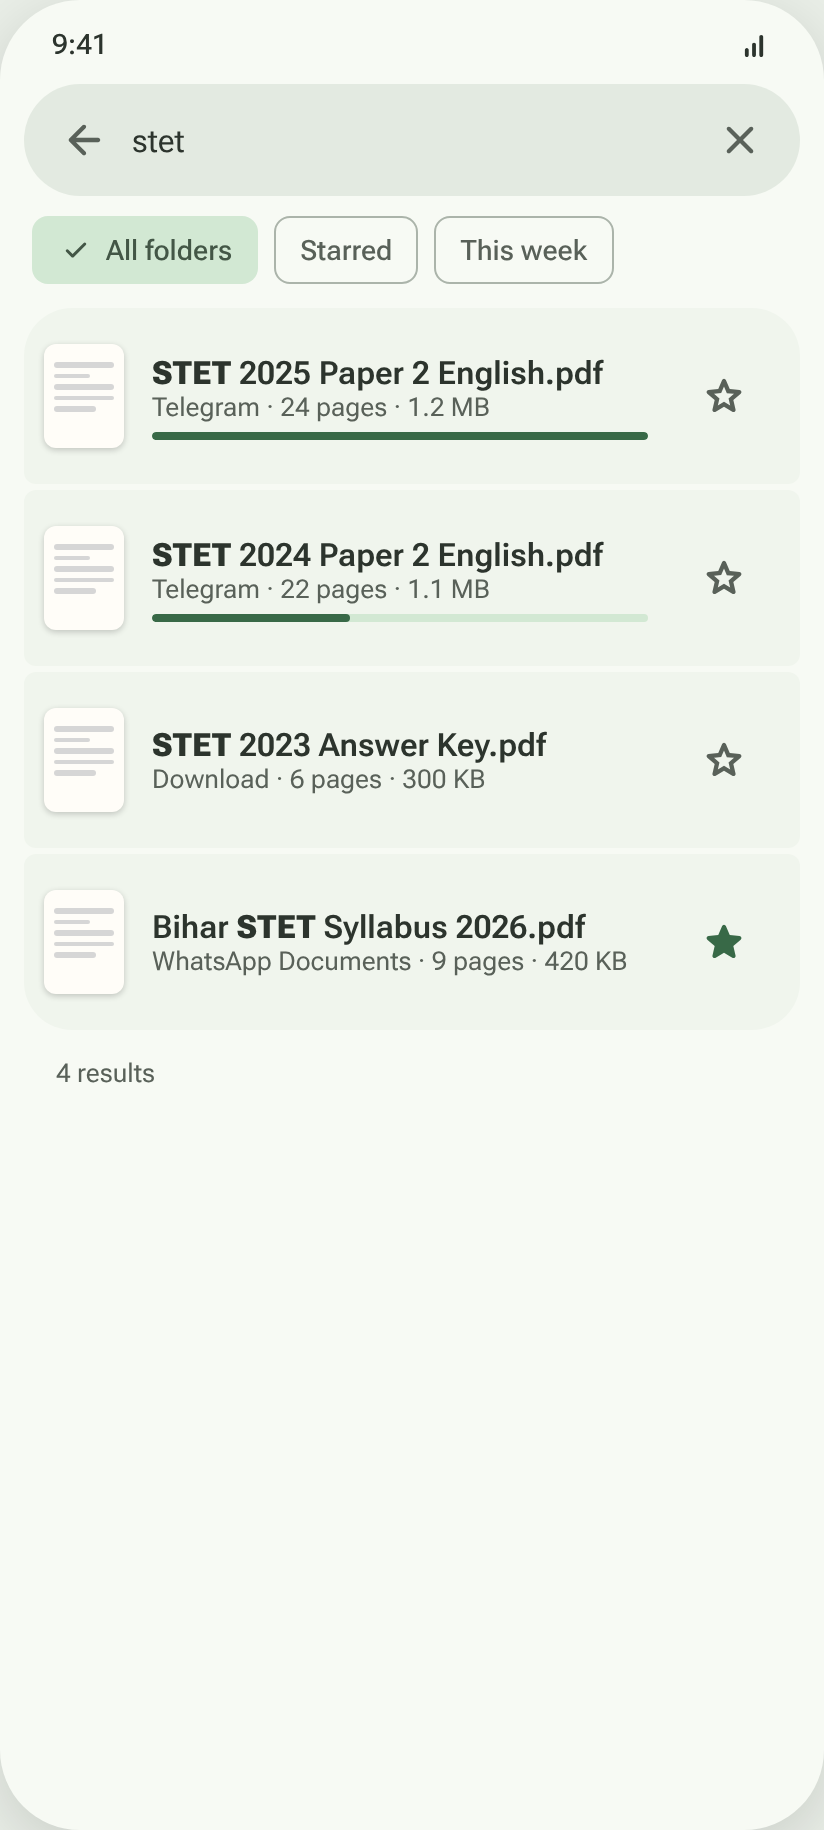 9:41
stet
All folders
Starred
This week
STET 2025 Paper 2 English.pdf
Telegram · 24 pages · 1.2 MB
STET 2024 Paper 2 English.pdf
Telegram · 22 pages · 1.1 MB
STET 2023 Answer Key.pdf
Download · 6 pages · 300 KB
Bihar STET Syllabus 2026.pdf
WhatsApp Documents · 9 pages · 420 KB
4 results